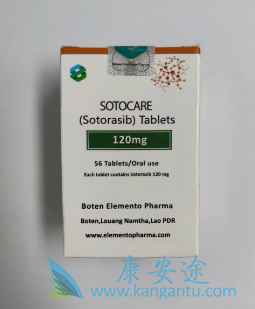 SOTOCARE
(Sotorasib) Tablets
120mg
56 Tablets/Oral use
Each tablet contains Sotorasib 120 mg
Boten Elemento Pharma
Boten,Louang Namtha,Lao PDR
www.elementopharma.com
康安途
www.kangantu.com